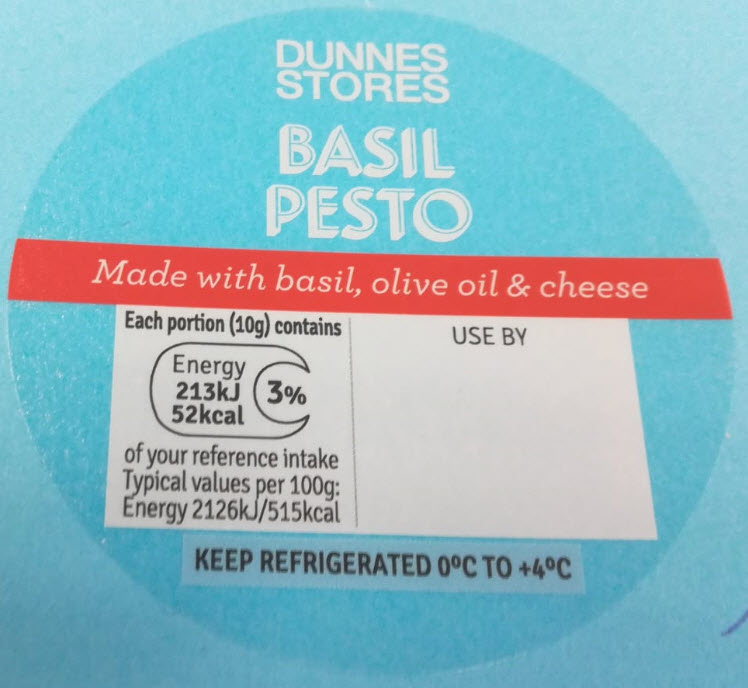 DUNNES
STORES
BASIL
PESTO
Made with basil, olive oil & cheese
Each portion (10g) contains
Energy
213kJ
52kcal
3%
of your reference intake
Typical values per 100g:
Energy 2126kJ/515kcal
USE BY
KEEP REFRIGERATED 0ºC TO +4ºC